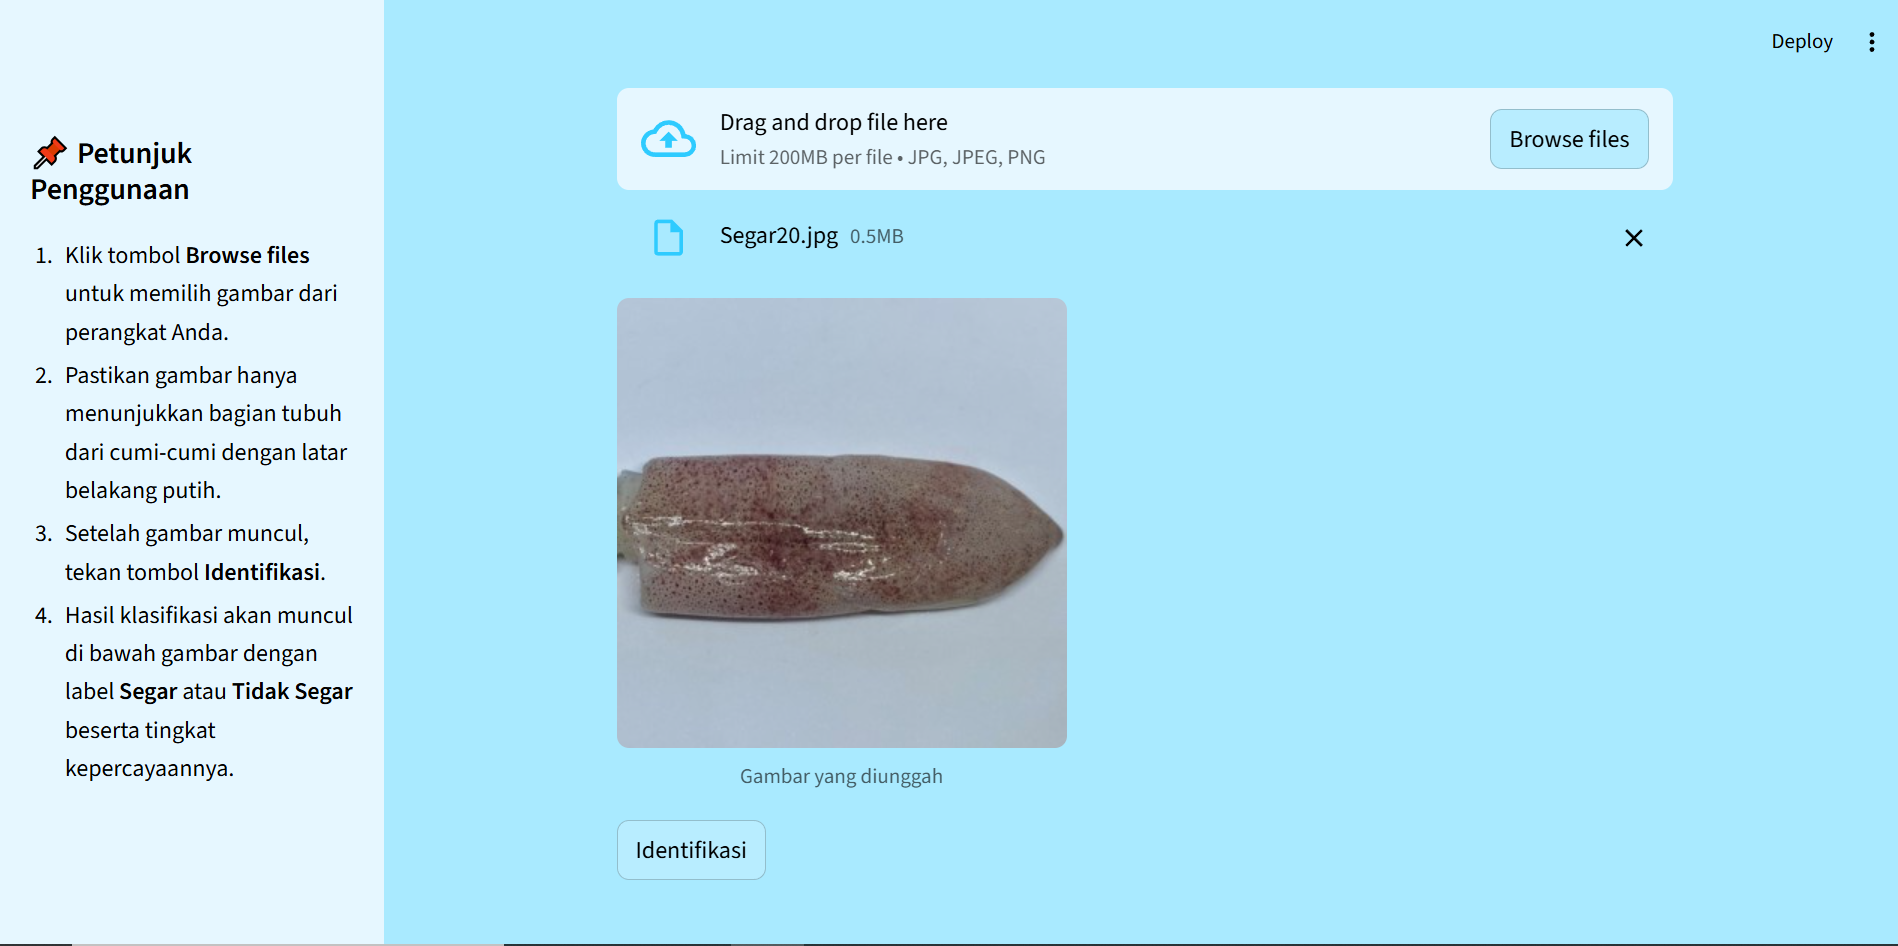 Petunjuk
Penggunaan
1. Klik tombol Browse files
untuk memilih gambar dari
perangkat Anda.
2. Pastikan gambar hanya
menunjukkan bagian tubuh
dari cumi-cumi dengan latar
belakang putih.
3. Setelah gambar muncul,
tekan tombol Identifikasi.
4. Hasil klasifikasi akan muncul
di bawah gambar dengan
label Segar atau Tidak Segar
beserta tingkat
kepercayaannya.
Deploy
Drag and drop file here
Limit 200MB per file • JPG, JPEG, PNG
Browse files
Segar20.jpg 0.5MB
Gambar yang diunggah
Identifikasi